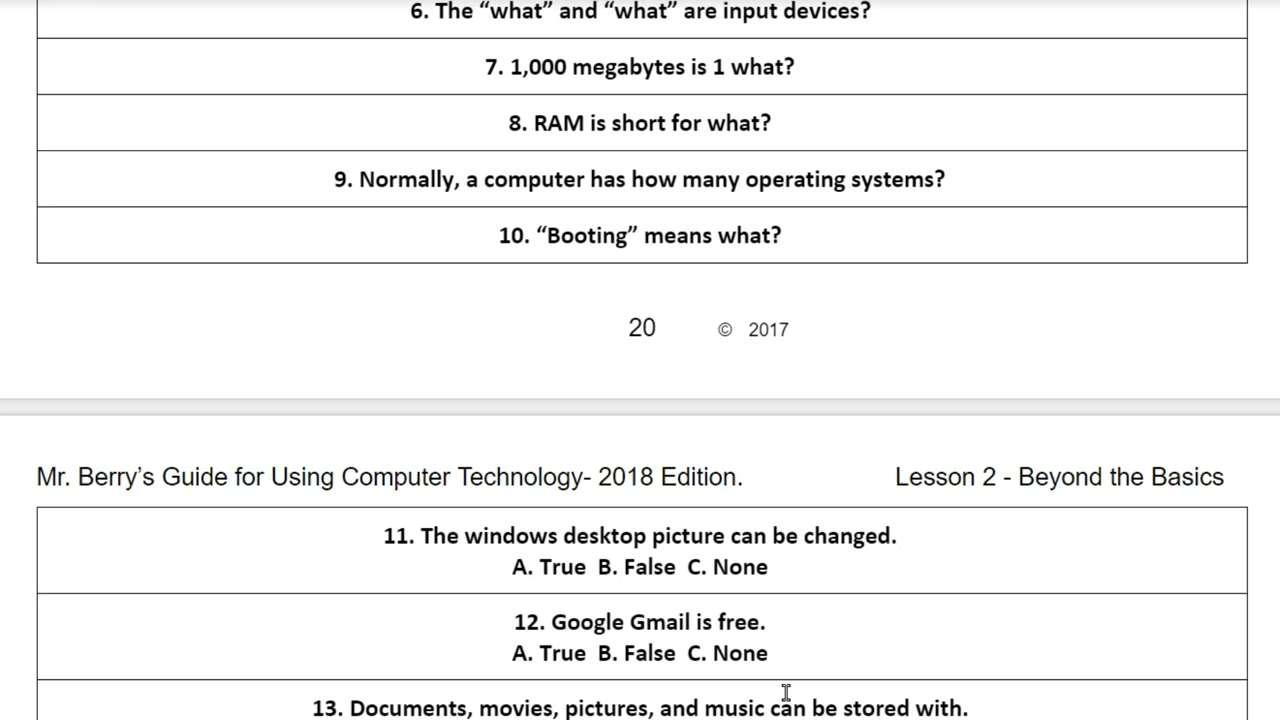 6. The “what” and “what” are input devices?
7. 1,000 megabytes is 1 what?
8. RAM is short for what?
9. Normally, a computer has how many operating systems?
10. “Booting” means what?
20 © 2017
Mr. Berry’s Guide for Using Computer Technology- 2018 Edition. Lesson 2 - Beyond the Basics
11. The windows desktop picture can be changed.
A. True B. False C. None
12. Google Gmail is free.
A. True B. False C. None
13. Documents, movies, pictures, and music can be stored with.